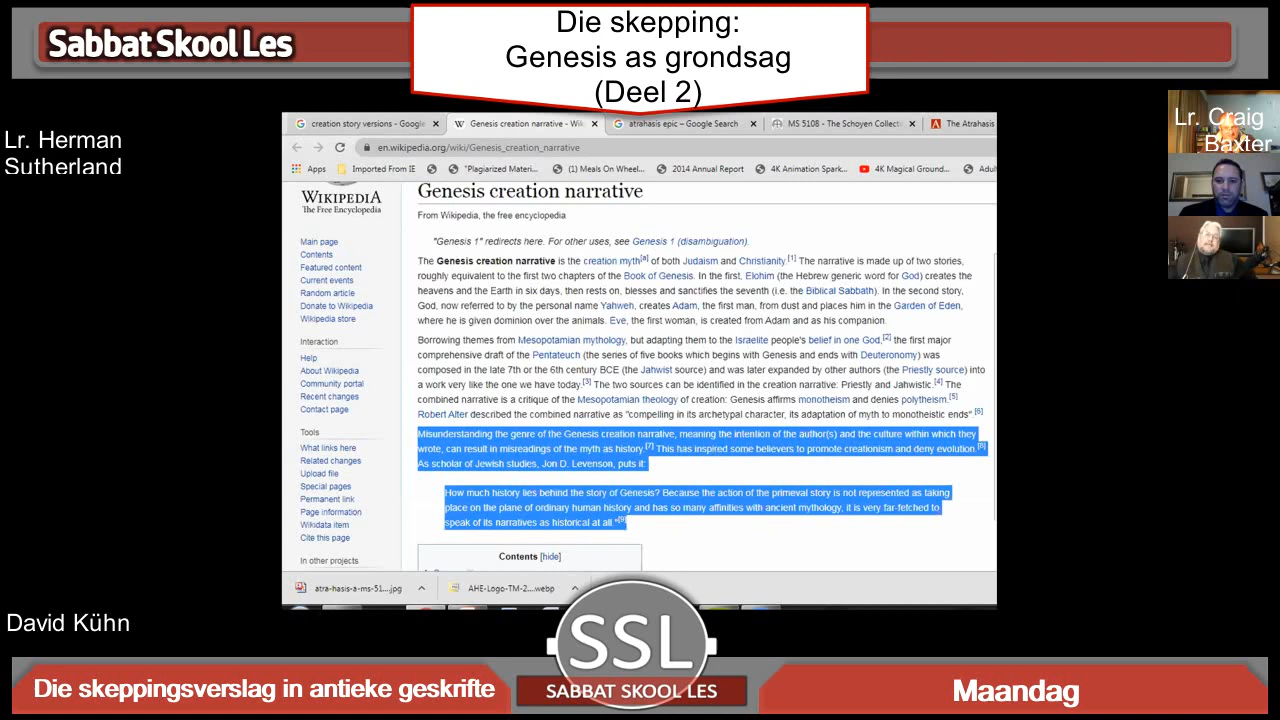 Sabbat Skool Les
Die skepping:
Genesis as grondsag
(Deel 2)
Lr. Herman
Sutherland
Lr. Craig
Baxter
creation story versions - Google
Genesis creation narrative - Wik
atrahasis epic – Google Search
MS 5108 - The Schoyen Collecti
The Atrahasis
en.wikipedia.org/wiki/Genesis_creation_narrative
Apps
Imported From IE
"Plagiarized Materi...
(1) Meals On Wheel...
2014 Annual Report
4K Animation Spark...
4K Magical Ground...
Adul
WIKIPEDIA
The Free Encyclopedia
Main page
Contents
Featured content
Current events
Random article
Donate to Wikipedia
Wikipedia store
Interaction
Help
About Wikipedia
Community portal
Recent changes
Contact page
Tools
What links here
Related changes
Upload file
Special pages
Permanent link
Page information
Wikidata item
Cite this page
In other projects
Genesis creation narrative
From Wikipedia, the free encyclopedia
"Genesis 1" redirects here. For other uses, see Genesis 1 (disambiguation).
The Genesis creation narrative is the creation myth[a] of both Judaism and Christianity.[1] The narrative is made up of two stories,
roughly equivalent to the first two chapters of the Book of Genesis. In the first, Elohim (the Hebrew generic word for God) creates the
heavens and the Earth in six days, then rests on, blesses and sanctifies the seventh (i.e. the Biblical Sabbath). In the second story,
God, now referred to by the personal name Yahweh, creates Adam, the first man, from dust and places him in the Garden of Eden,
where he is given dominion over the animals. Eve, the first woman, is created from Adam and as his companion.
Borrowing themes from Mesopotamian mythology, but adapting them to the Israelite people's belief in one God,[2] the first major
comprehensive draft of the Pentateuch (the series of five books which begins with Genesis and ends with Deuteronomy) was
composed in the late 7th or the 6th century BCE (the Jahwist source) and was later expanded by other authors (the Priestly source) into
a work very like the one we have today.[3] The two sources can be identified in the creation narrative: Priestly and Jahwistic.[4] The
combined narrative is a critique of the Mesopotamian theology of creation: Genesis affirms monotheism and denies polytheism.[5]
Robert Alter described the combined narrative as "compelling in its archetypal character, its adaptation of myth to monotheistic ends" [6]
Misunderstanding the genre of the Genesis creation narrative, meaning the intention of the author(s) and the culture within which they
wrote, can result in misreadings of the myth as history.[7] This has inspired some believers to promote creationism and deny evolution.[8]
As scholar of Jewish studies, Jon D. Levenson, puts it:
How much history lies behind the story of Genesis? Because the action of the primeval story is not represented as taking
place on the plane of ordinary human history and has so many affinities with ancient mythology, it is very far-fetched to
speak of its narratives as historical at all."[9]
Contents [hide]
atra-hasis-a-ms-51....jpg
AHE-Logo-TM-2....webp
David Kühn
SSL
SABBAT SKOOL LES
Die skeppingsverslag in antieke geskrifte
Maandag